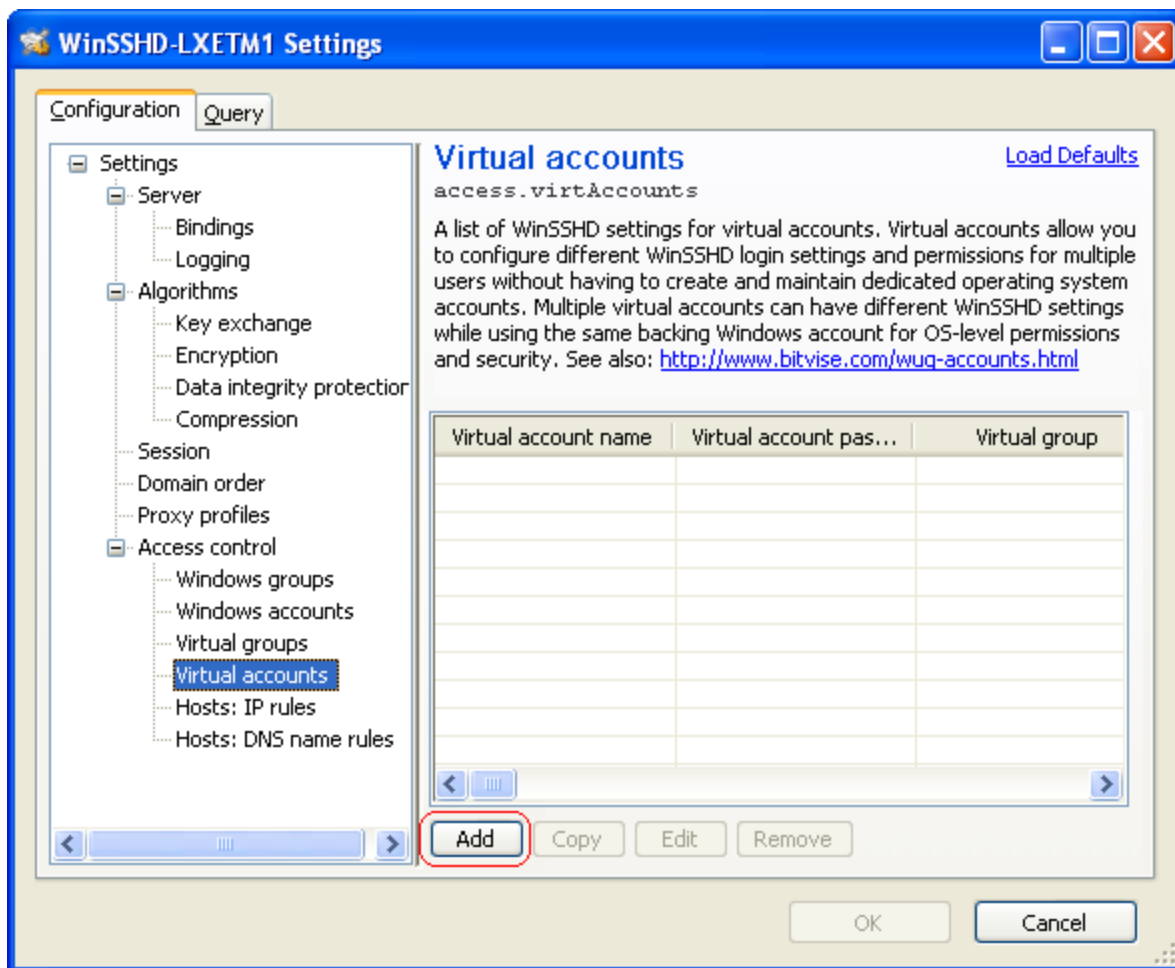 WinSSHD-LXETM1 Settings
Configuration
Query
Settings
Server
Bindings
Logging
Algorithms
Key exchange
Encryption
Data integrity protection
Compression
Session
Domain order
Proxy profiles
Access control
Windows groups
Windows accounts
Virtual groups
Virtual accounts
Hosts: IP rules
Hosts: DNS name rules
Virtual accounts
Load Defaults
access.virtAccounts
A list of WinSSHD settings for virtual accounts. Virtual accounts allow you
to configure different WinSSHD login settings and permissions for multiple
users without having to create and maintain dedicated operating system
accounts. Multiple virtual accounts can have different WinSSHD settings
while using the same backing Windows account for OS-level permissions
and security. See also: http://www.bitvise.com/wug-accounts.html
Virtual account name
Virtual account pas...
Virtual group
Add
Copy
Edit
Remove
OK
Cancel